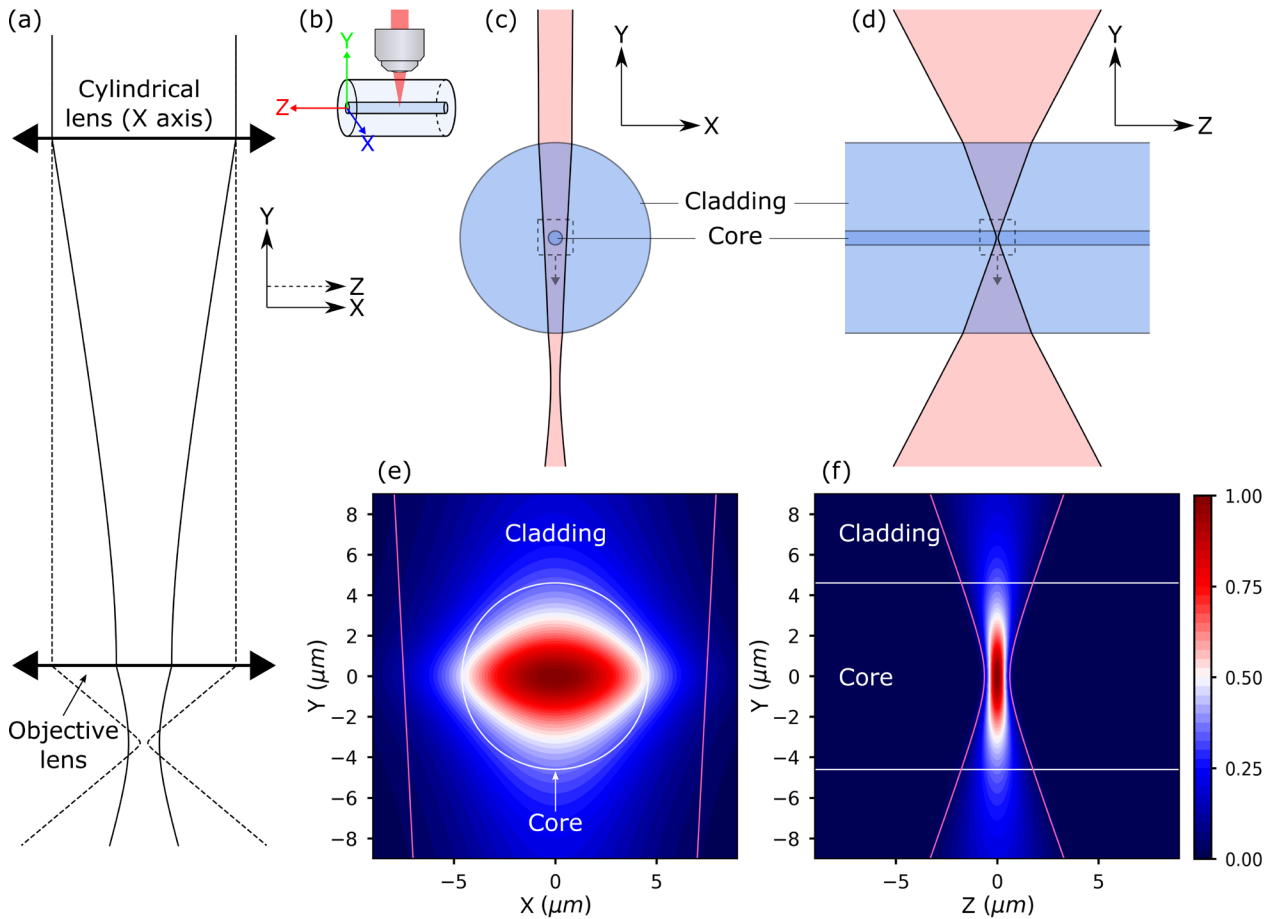 (a)
Cylindrical
lens (X axis)
Y
Z
X
Objective
lens
(b)
Y
Z
X
(c)
Y
X
Cladding
Core
(d)
Y
Z
(e)
Cladding
Core
8
6
4
2
0
−2
−4
−6
−8
Y (μm)
−5
0
5
X (μm)
(f)
Cladding
Core
8
6
4
2
0
−2
−4
−6
−8
Y (μm)
−5
0
5
Z (μm)
1.00
0.75
0.50
0.25
0.00